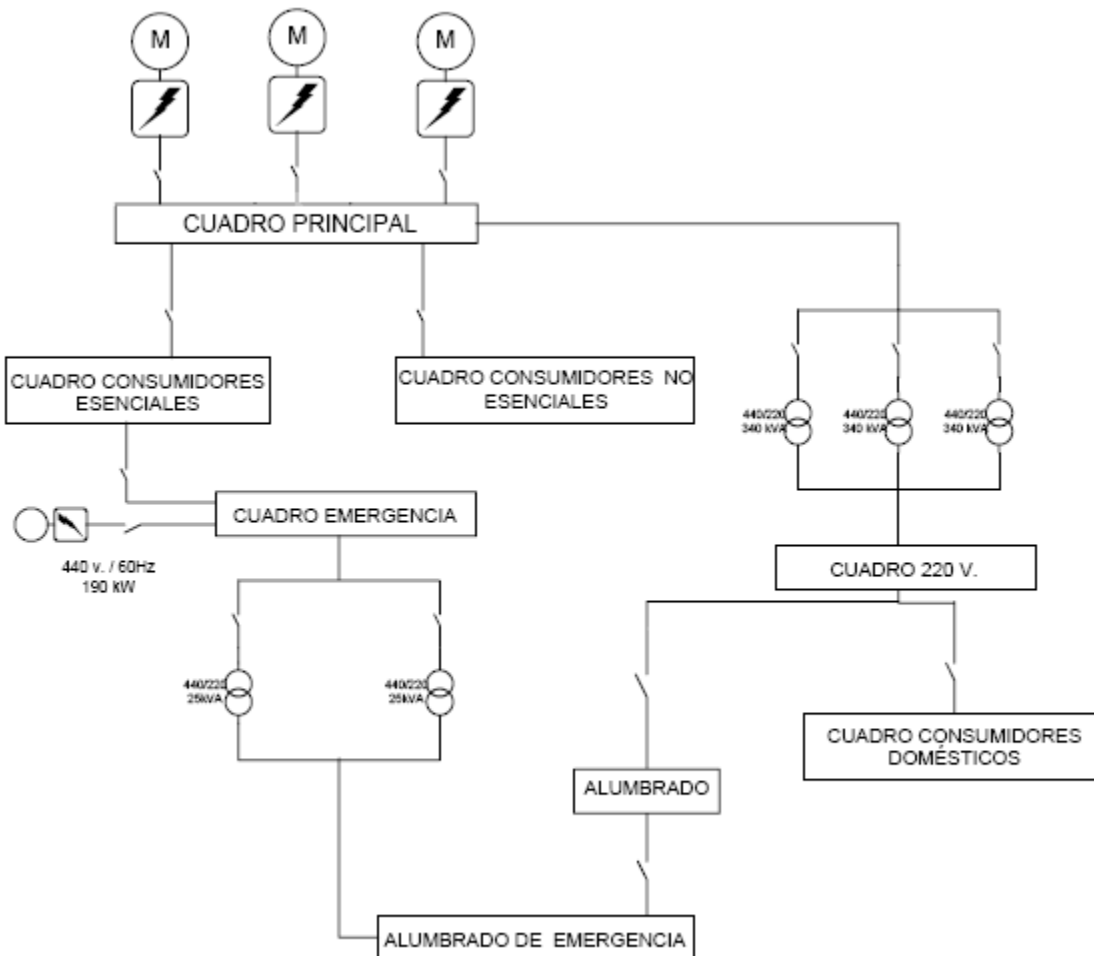 M
M
M
CUADRO PRINCIPAL
CUADRO CONSUMIDORES
ESENCIALES
CUADRO CONSUMIDORES NO
ESENCIALES
440/220
340 kVA
440/220
340 kVA
440/220
340 kVA
CUADRO EMERGENCIA
440 v. / 60Hz
190 kW
CUADRO 220 V.
440/220
25kVA
440/220
25kVA
CUADRO CONSUMIDORES
DOMÉSTICOS
ALUMBRADO
ALUMBRADO DE EMERGENCIA